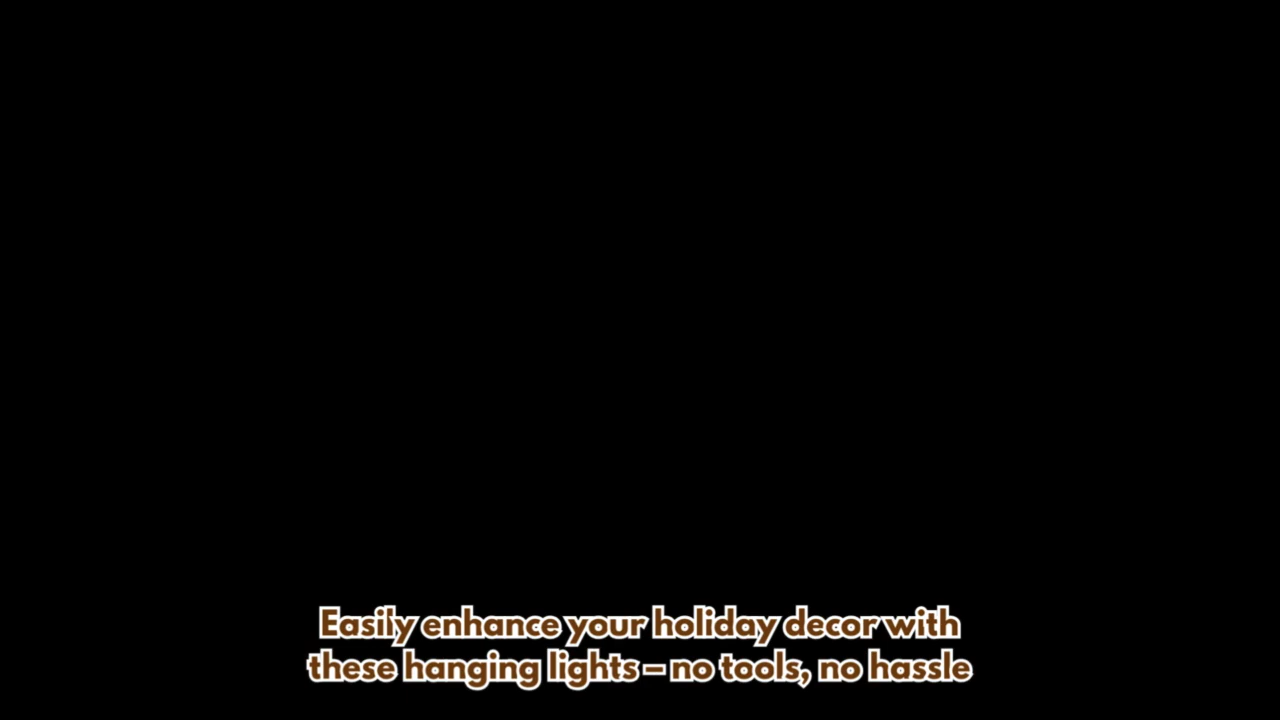 Easily enhance your holiday decor with
these hanging lights – no tools, no hassle